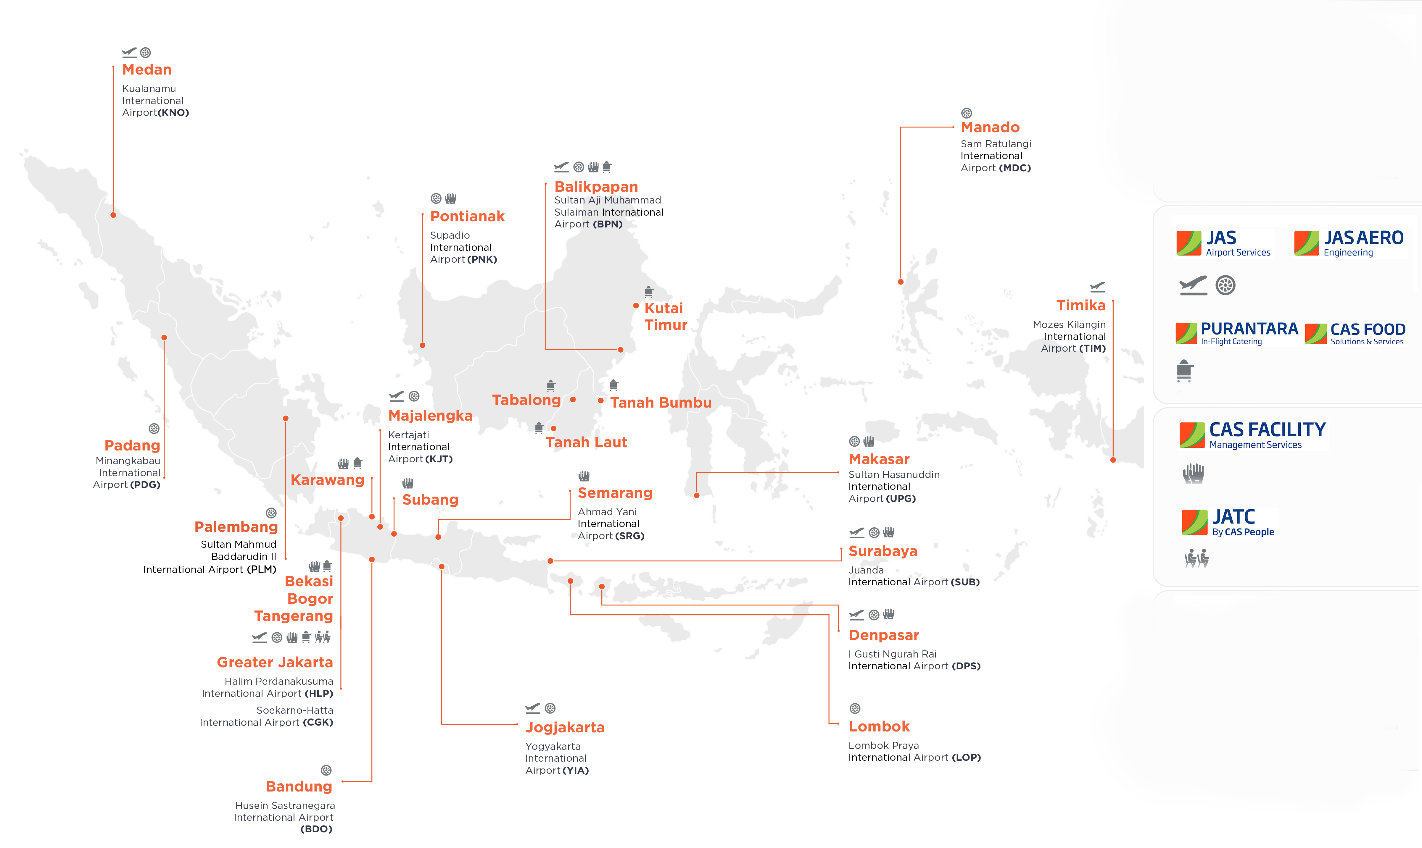 Medan
Kualanamu
International
Airport(KNO)
Manado
Sam Ratulangi
International
Airport (MDC)
Balikpapan
Sultan Aji Muhammad
Sulaiman International
Airport (BPN)
Pontianak
Supadio
International
Airport (PNK)
Kutai
Timur
Timika
Mozes Kilangin
International
Airport (TIM)
JAS
Airport Services
JAS AERO
Engineering
PURANTARA
In-Flight Catering
CAS FOOD
Solutions & Services
CAS FACILITY
Management Services
JATC
By CAS People
Tabalong
Tanah Bumbu
Tanah Laut
Majalengka
Kertajati
International
Airport (KJT)
Padang
Minangkabau
International
Airport (PDG)
Karawang
Subang
Semarang
Ahmad Yani
International
Airport (SRG)
Makasar
Sultan Hasanuddin
International
Airport (UPG)
Palembang
Sultan Mahmud
Baddarudin II
International Airport (PLM)
Surabaya
Juanda
International Airport (SUB)
Bekasi
Bogor
Tangerang
Greater Jakarta
Halim Perdanakusuma
International Airport (HLP)
Soekarno-Hatta
International Airport (CGK)
Denpasar
I Gusti Ngurah Rai
International Airport (DPS)
Jogjakarta
Yogyakarta
International
Airport (YIA)
Lombok
Lombok Praya
International Airport (LOP)
Bandung
Husein Sastranegara
International Airport
(BDO)